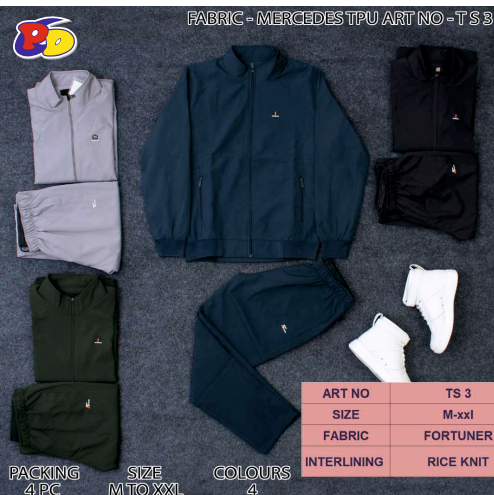 PD
FABRIC - MERCEDES TPU ART NO - T S 3
ART NO TS 3
SIZE M-xxl
FABRIC FORTUNER
INTERLINING RICE KNIT
PACKING SIZE COLOURS
4 PC M TO XXL 4